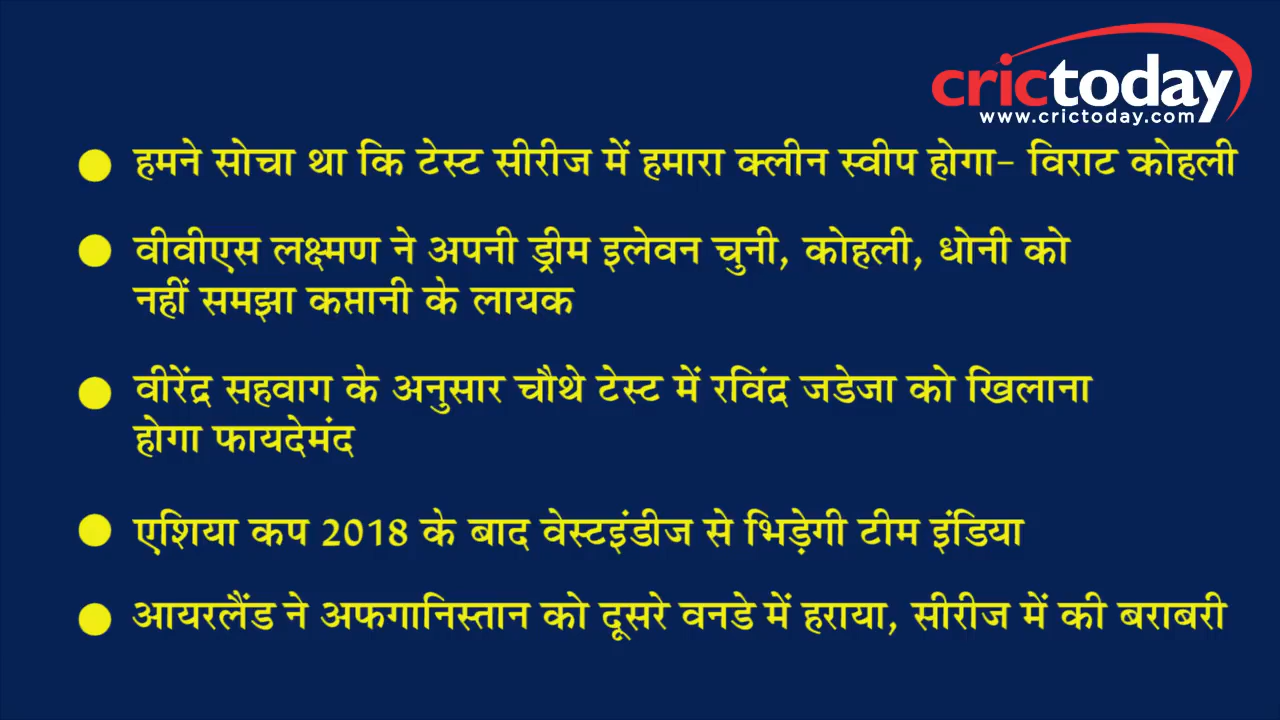 crictoday
www.crictoday.com
हमने सोचा था कि टेस्ट सीरीज में हमारा क्लीन स्वीप होगा- विराट कोहली
वीवीएस लक्ष्मण ने अपनी ड्रीम इलेवन चुनी, कोहली, धोनी को
नहीं समझा कप्तानी के लायक
वीरेंद्र सहवाग के अनुसार चौथे टेस्ट में रविंद्र जडेजा को खिलाना
होगा फायदेमंद
एशिया कप 2018 के बाद वेस्टइंडीज से भिड़ेगी टीम इंडिया
आयरलैंड ने अफगानिस्तान को दूसरे वनडे में हराया, सीरीज में की बराबरी